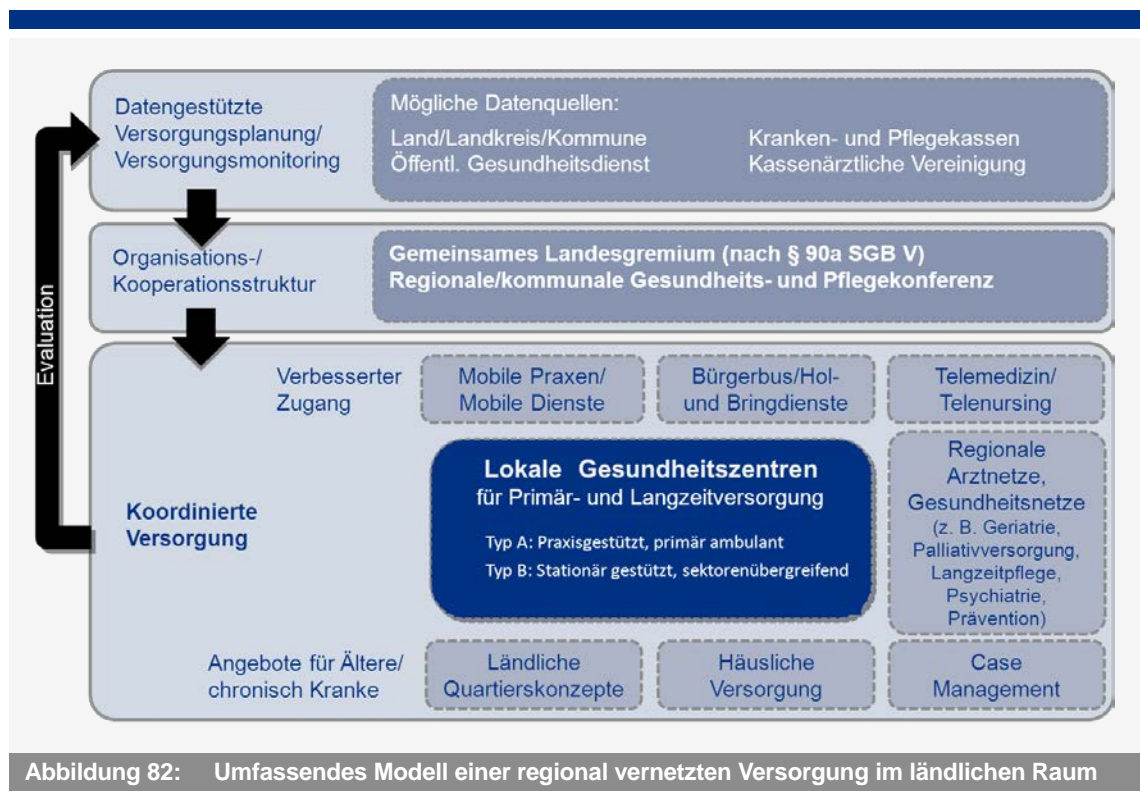 Datengestützte
Versorgungsplanung/
Versorgungsmonitoring
Mögliche Datenquellen:
Land/Landkreis/Kommune
Öffentl. Gesundheitsdienst
Kranken- und Pflegekassen
Kassenärztliche Vereinigung
Organisations-/
Kooperationsstruktur
Gemeinsames Landesgremium (nach § 90a SGB V)
Regionale/kommunale Gesundheits- und Pflegekonferenz
Evaluation
Verbesserter
Zugang
Mobile Praxen/
Mobile Dienste
Bürgerbus/Hol-
und Bringdienste
Telemedizin/
Telenursing
Koordinierte
Versorgung
Lokale Gesundheitszentren
für Primär- und Langzeitversorgung
Typ A: Praxisgestützt, primär ambulant
Typ B: Stationär gestützt, sektorenübergreifend
Regionale
Arztnetze,
Gesundheitsnetze
(z. B. Geriatrie,
Palliativversorgung,
Langzeitpflege,
Psychiatrie,
Prävention)
Angebote für Ältere/
chronisch Kranke
Ländliche
Quartierskonzepte
Häusliche
Versorgung
Case
Management
Abbildung 82: Umfassendes Modell einer regional vernetzten Versorgung im ländlichen Raum